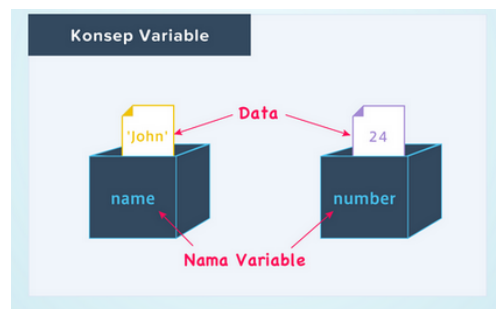 Konsep Variable
Data
'John'
24
name
number
Nama Variable